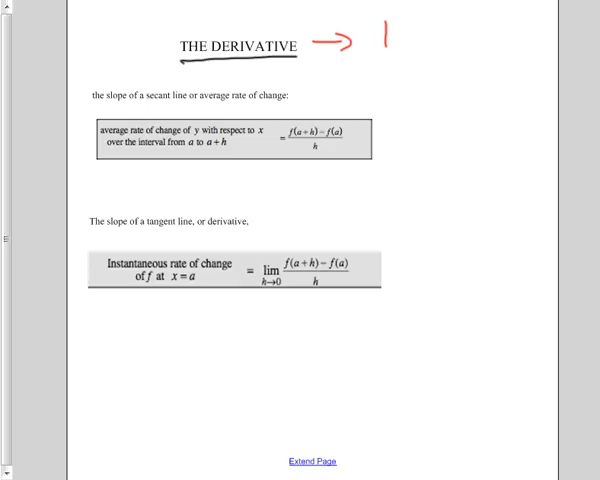 THE DERIVATIVE → |
the slope of a secant line or average rate of change:
average rate of change of y with respect to x over the interval from a to a + h = f(a + h) − f(a) / h
The slope of a tangent line, or derivative,
Instantaneous rate of change of f at x = a = lim h→0 f(a + h) − f(a) / h
Extend Page